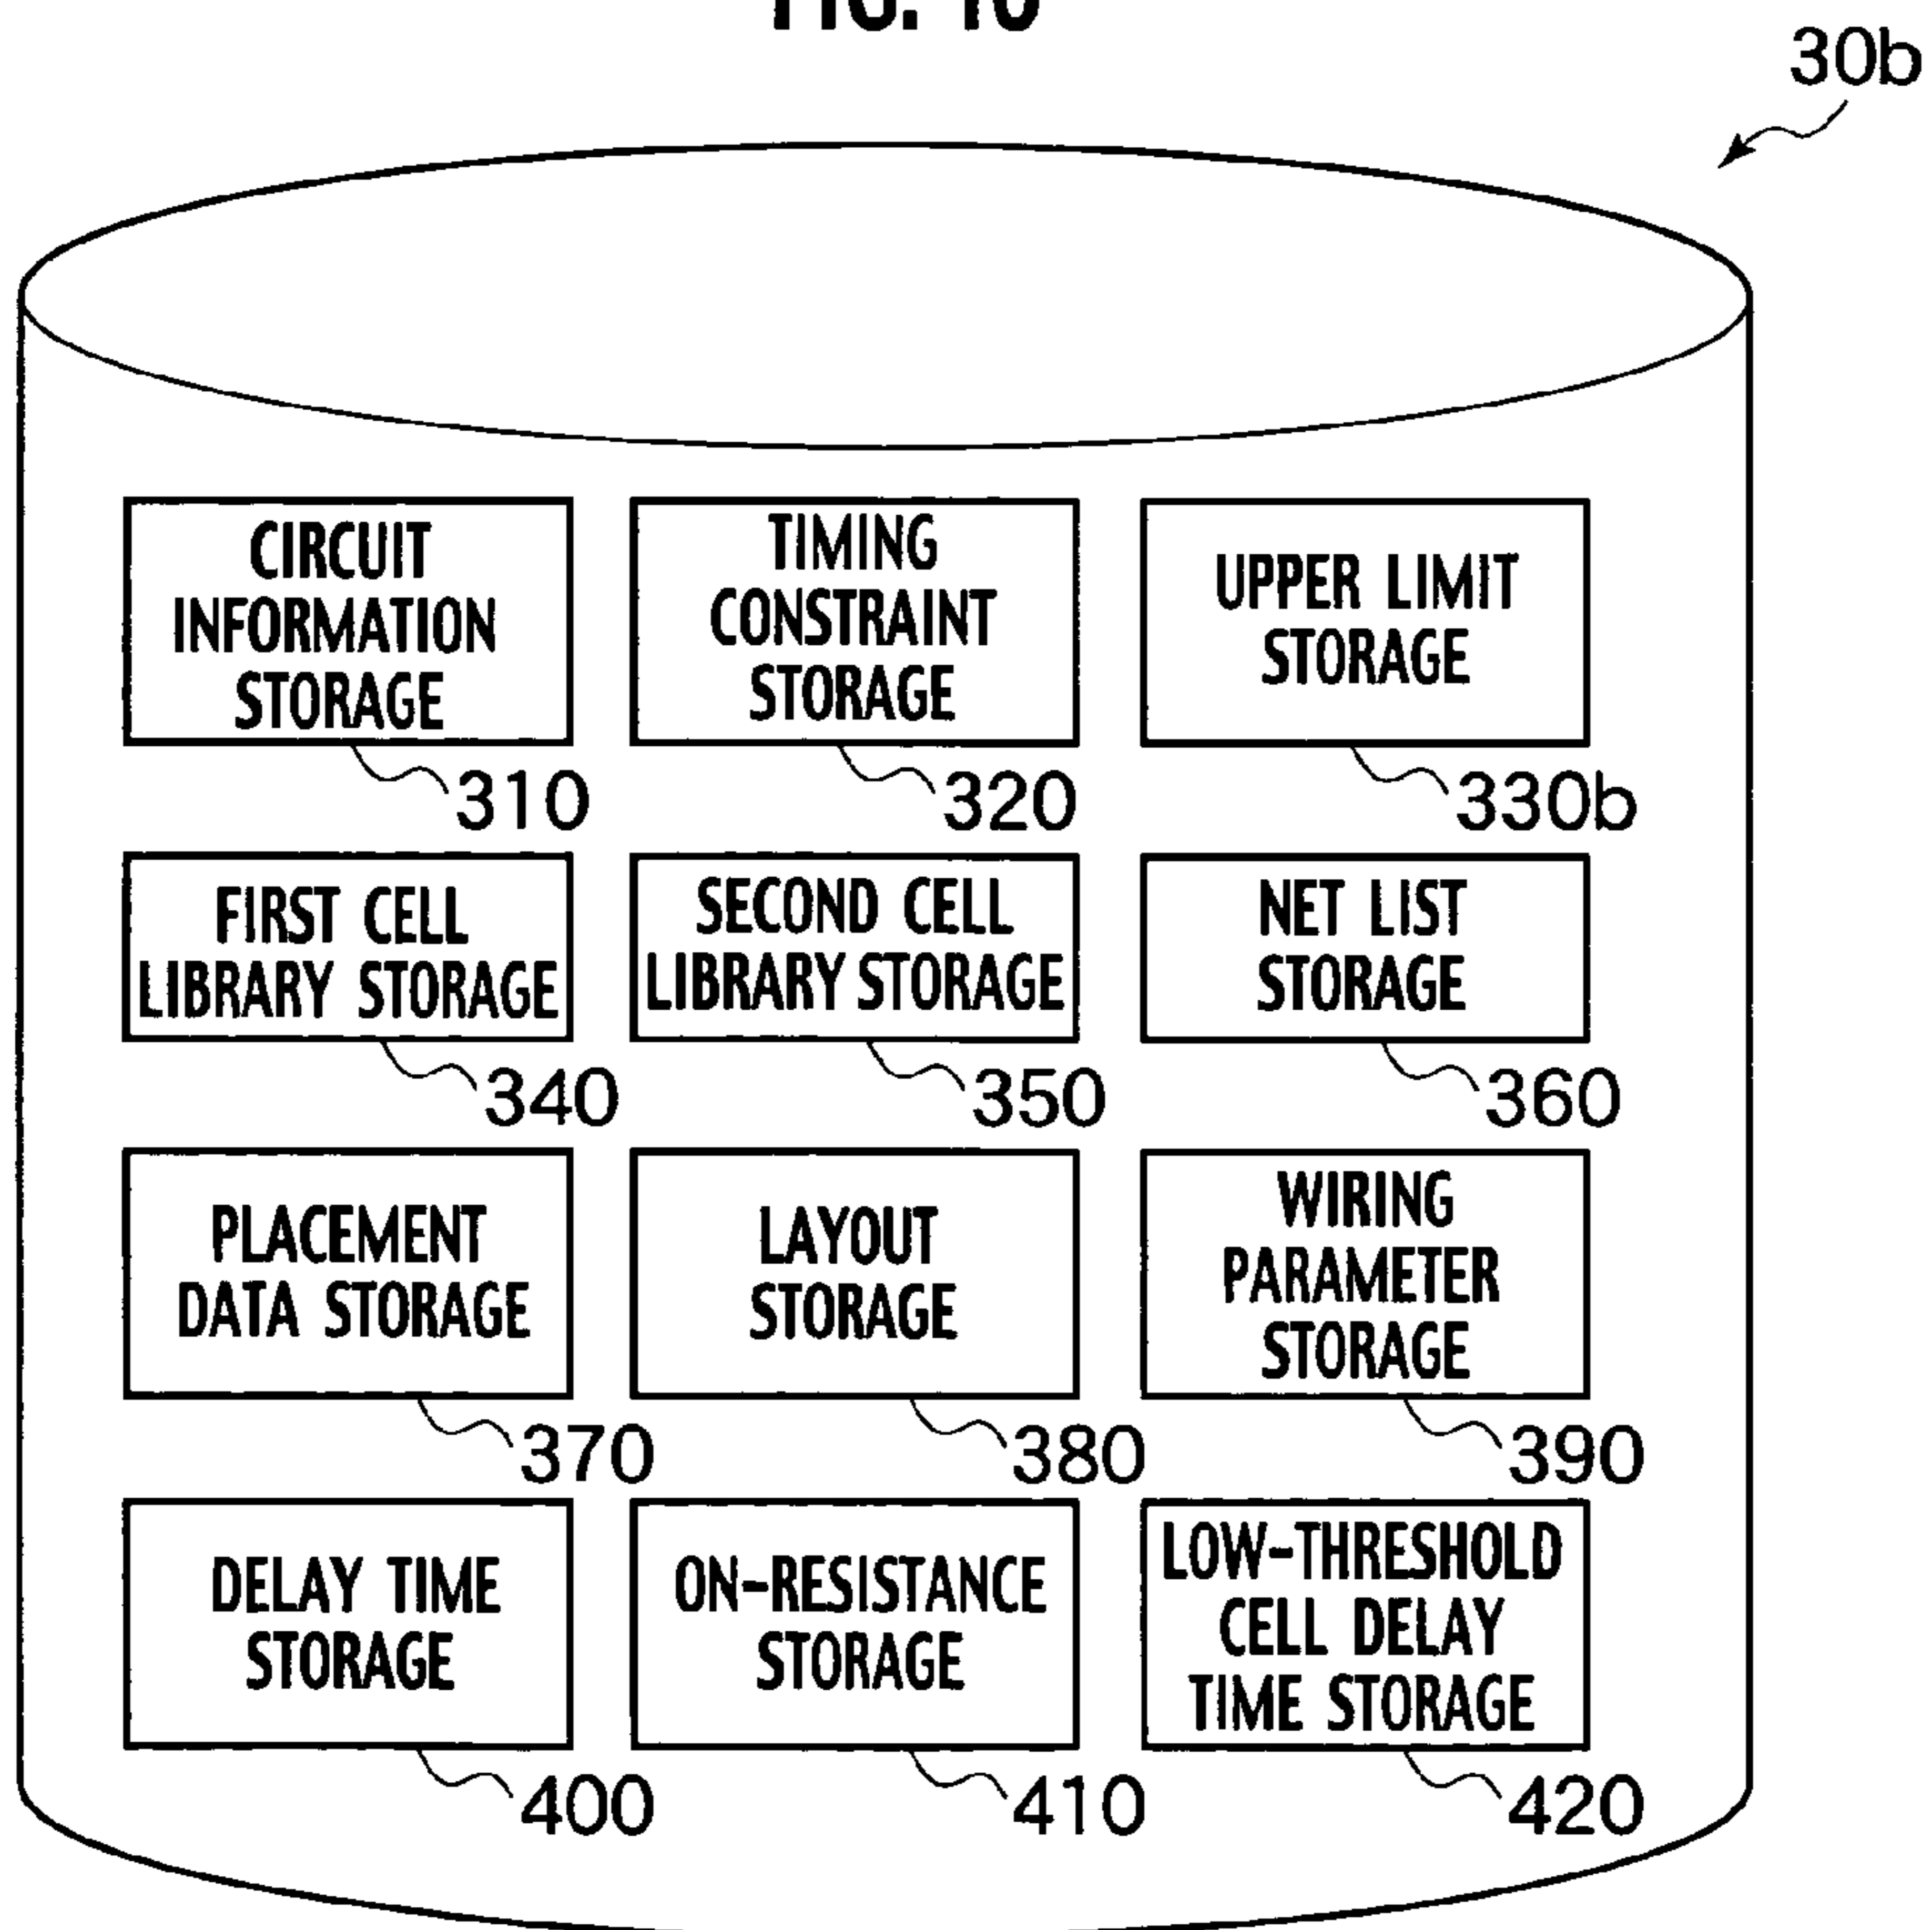 FIG.
30b
CIRCUIT
INFORMATION
STORAGE
310
TIMING
CONSTRAINT
STORAGE
320
UPPER LIMIT
STORAGE
330b
FIRST CELL
LIBRARY STORAGE
340
SECOND CELL
LIBRARY STORAGE
350
NET LIST
STORAGE
360
PLACEMENT
DATA STORAGE
370
LAYOUT
STORAGE
380
WIRING
PARAMETER
STORAGE
390
DELAY TIME
STORAGE
400
ON-RESISTANCE
STORAGE
410
LOW-THRESHOLD
CELL DELAY
TIME STORAGE
420